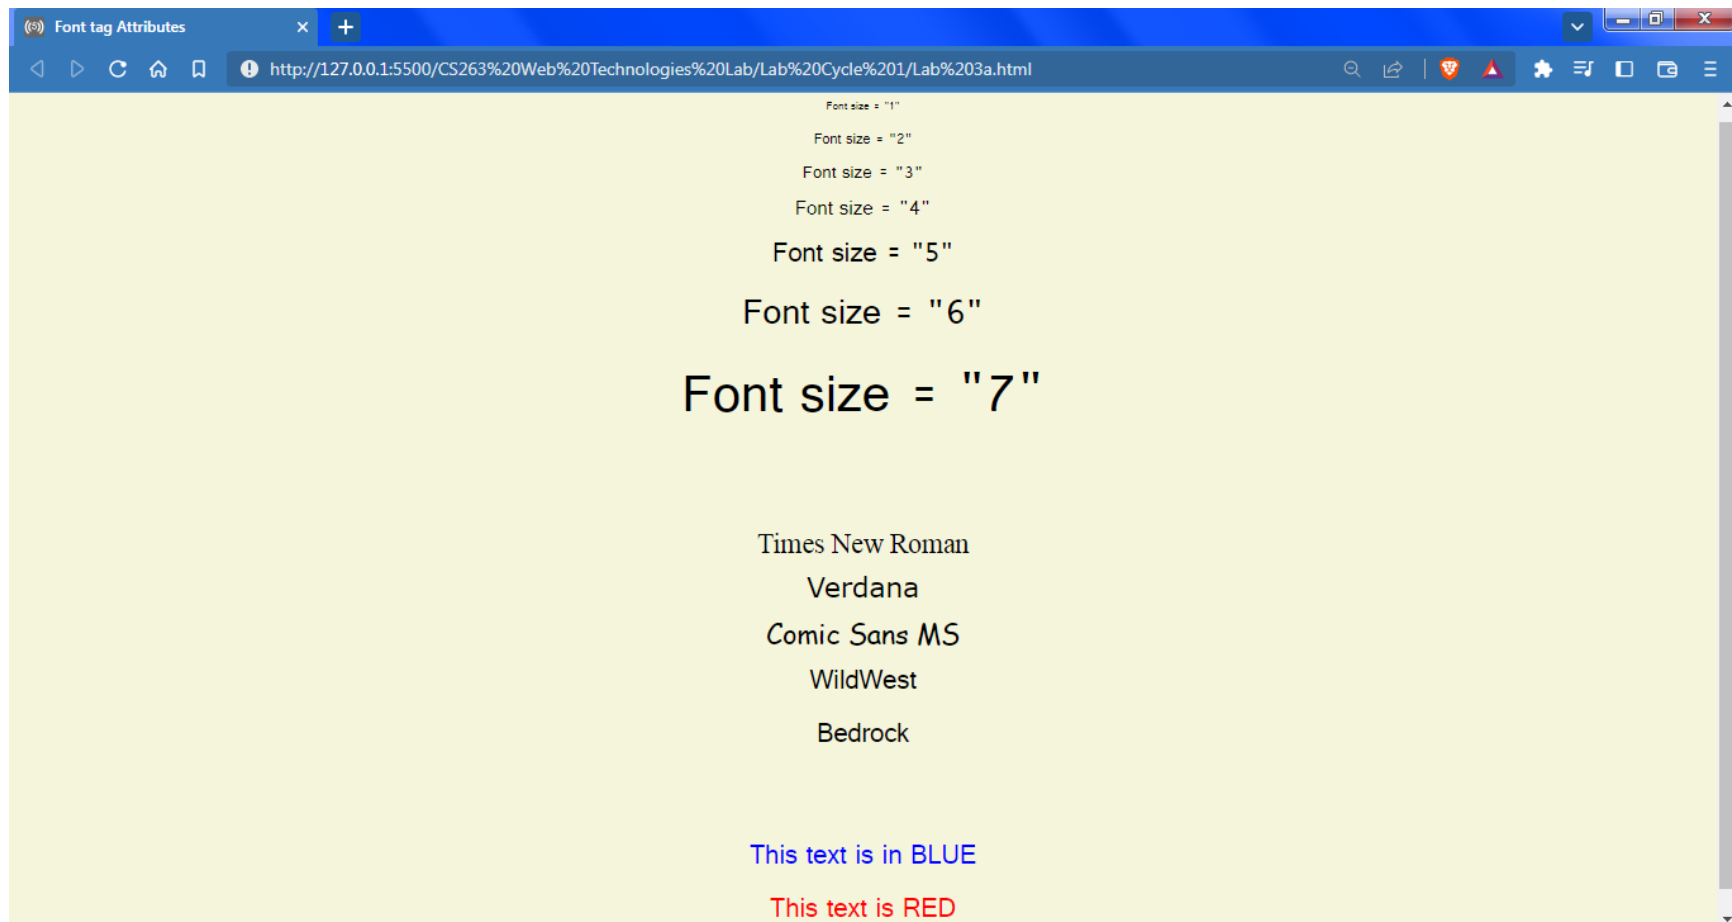 Font tag Attributes
http://127.0.0.1:5500/CS263%20Web%20Technologies%20Lab/Lab%20Cycle%201/Lab%203a.html
Font size = "1"
Font size = "2"
Font size = "3"
Font size = "4"
Font size = "5"
Font size = "6"
Font size = "7"
Times New Roman
Verdana
Comic Sans MS
WildWest
Bedrock
This text is in BLUE
This text is RED